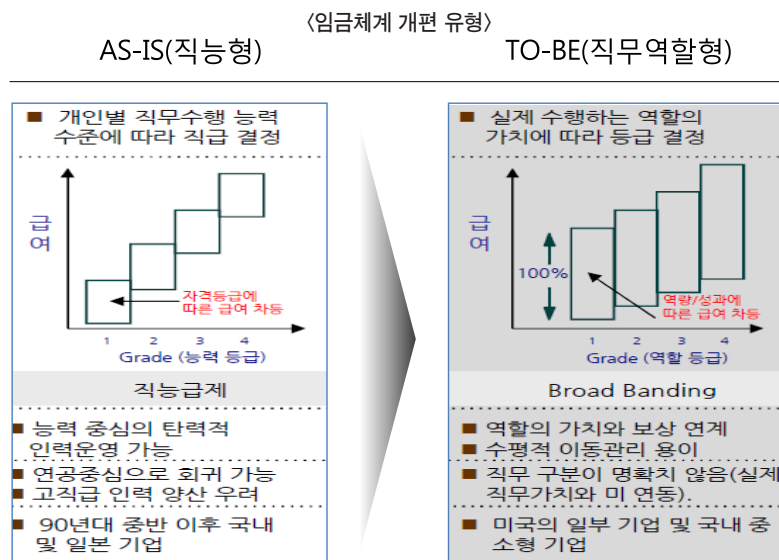 〈임금체계 개편 유형〉
AS-IS(직능형)
■ 개인별 직무수행 능력
수준에 따라 직급 결정
급
여
자격등급에
따른 급여 차등
1 2 3 4
Grade (능력 등급)
직능급제
■ 능력 중심의 탄력적
인력운영 가능
■ 연공중심으로 회귀 가능
■ 고직급 인력 양산 우려
■ 90년대 중반 이후 국내
및 일본 기업
TO-BE(직무역할형)
■ 실제 수행하는 역할의
가치에 따라 등급 결정
급
여
100%
역량/성과에
따른 급여 차등
1 2 3 4
Grade (역할 등급)
Broad Banding
■ 역할의 가치와 보상 연계
■ 수평적 이동관리 용이
■ 직무 구분이 명확치 않음(실제
직무가치와 미 연동).
■ 미국의 일부 기업 및 국내 중
소형 기업